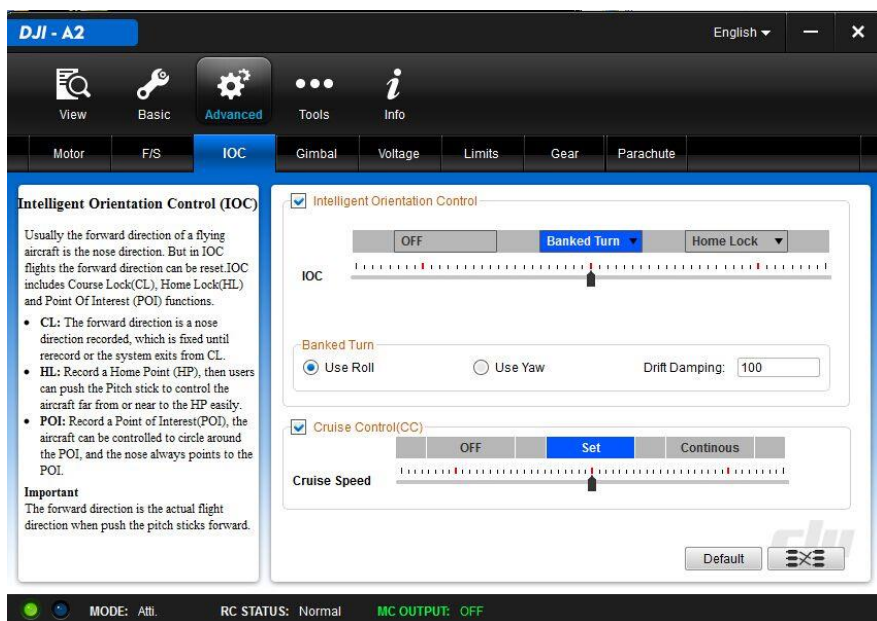 DJI - A2
English
View
Basic
Advanced
Tools
Info
Motor
F/S
IOC
Gimbal
Voltage
Limits
Gear
Parachute
Intelligent Orientation Control (IOC)
Usually the forward direction of a flying
aircraft is the nose direction. But in IOC
flights the forward direction can be reset.IOC
includes Course Lock(CL), Home
Lock(HL)
and Point Of Interest (POI) functions.
• CL: The forward direction is a nose
direction recorded, which is fixed until
rerecord or the system exits from CL.
• HL: Record a Home Point (HP), then users
can push the Pitch stick to control the
aircraft far from or near to the HP easily.
• POI: Record a Point of Interest(POI), the
aircraft can be controlled to circle around
the POI, and the nose always points to the
POI.
Important
The forward direction is the actual flight
direction when push the pitch sticks forward.
Intelligent Orientation Control
OFF
Banked Turn
Home Lock
IOC
Banked Turn
Use Roll
Use Yaw
Drift Damping:
100
Cruise Control(CC)
OFF
Set
Continous
Cruise Speed
dji
Default
MODE: Atti.
RC STATUS: Normal
MC OUTPUT: OFF